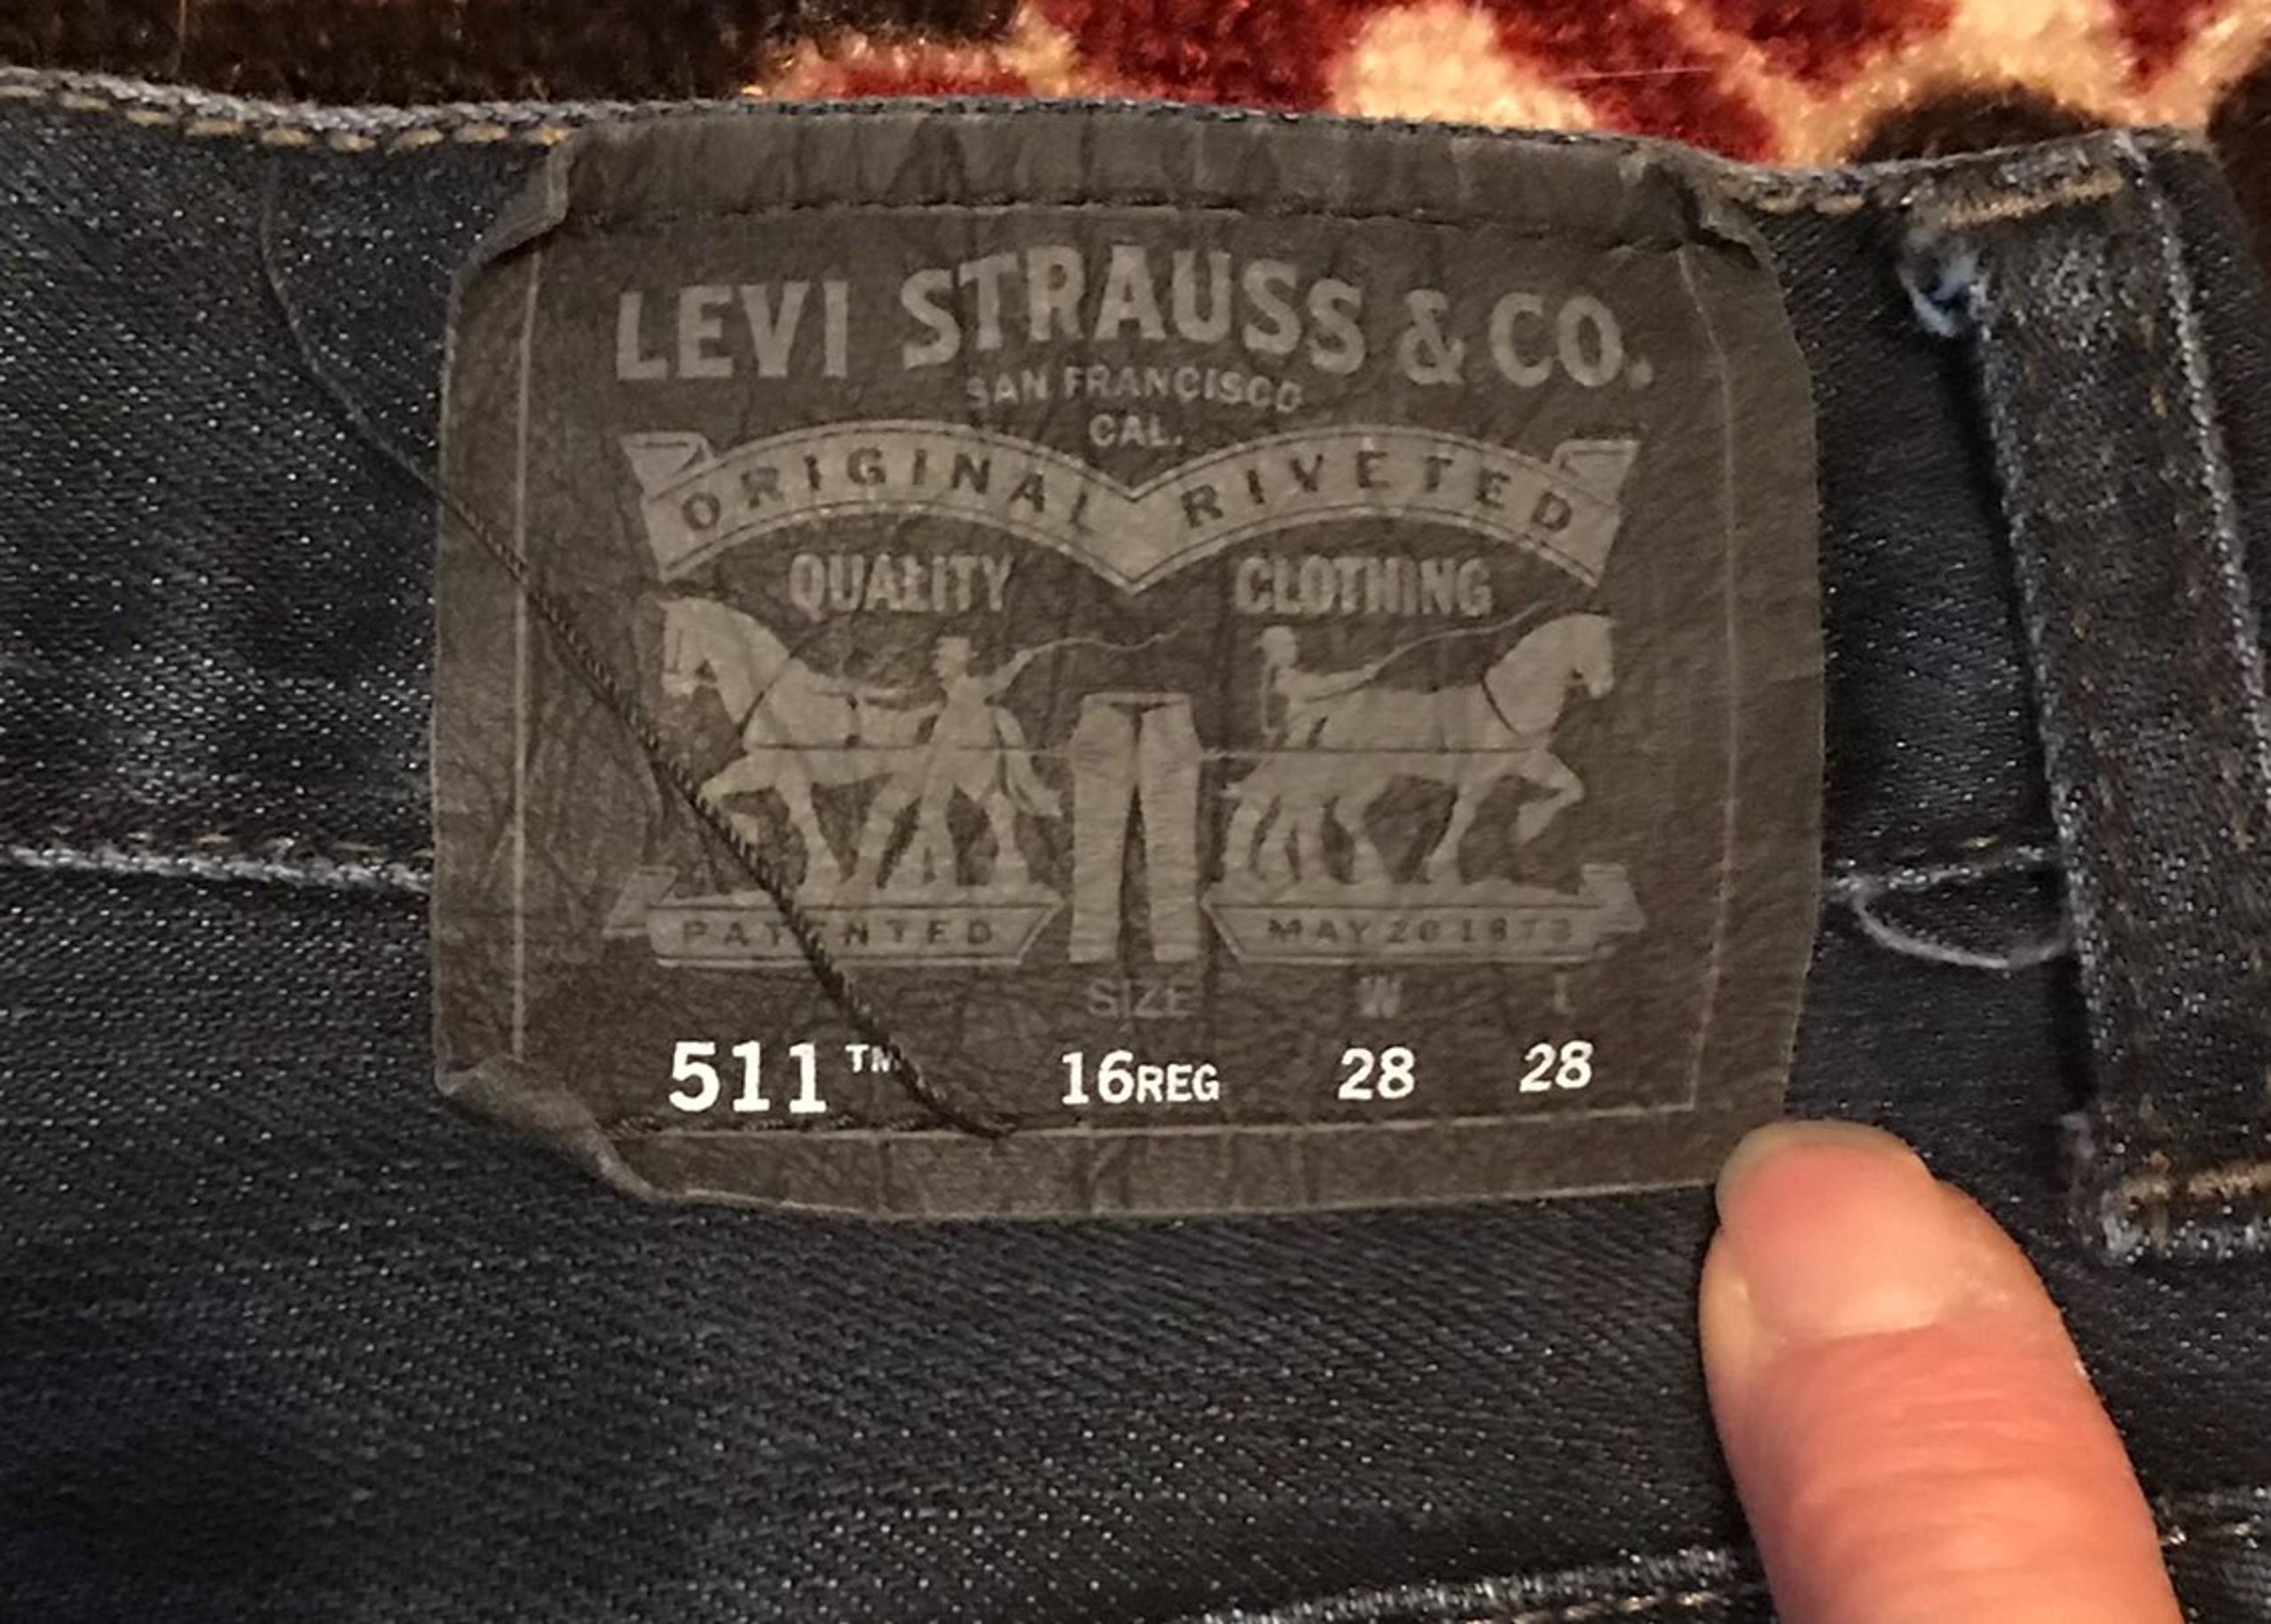 LEVI STRAUSS & CO.
SAN FRANCISCO
CAL.
ORIGINAL RIVETED
QUALITY CLOTHING
PATENTED MAY 20 1873
SIZE W L
511™ 16REG 28 28